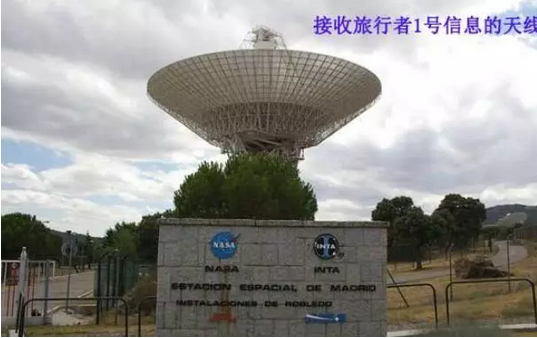 接收旅行者1号信息的天线
NASA
INTA
NASA INTA
ESTACION ESPACIAL DE MADRID
INSTALACIONES DE ROBLEDO